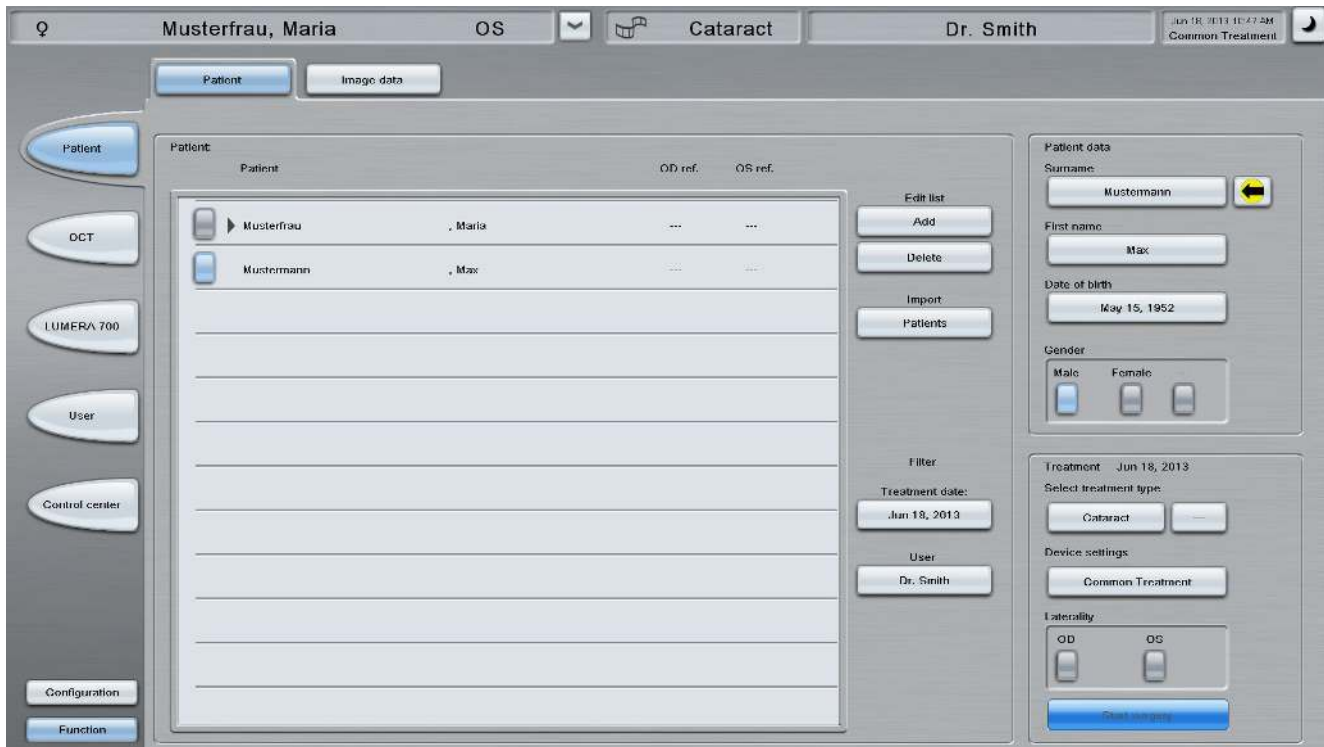 ♀ Musterfrau, Maria OS Cataract Dr. Smith Jun 18, 2013 10:47 AM
Common Treatment
Patient Image data
Patient
OCT
LUMERA 700
User
Control center
Configuration
Function
Patient
Patient OD ref. OS ref.
Musterfrau , Maria --- ---
Mustermann , Max --- ---
Edit list
Add
Delete
Import
Patients
Filter
Treatment date:
Jun 18, 2013
User
Dr. Smith
Patient data
Surname
Mustermann
First name
Max
Date of birth
May 15, 1952
Gender
Male Female
Treatment Jun 18, 2013
Select treatment type
Cataract ---
Device settings
Common Treatment
Laterality
OD OS
Start surgery